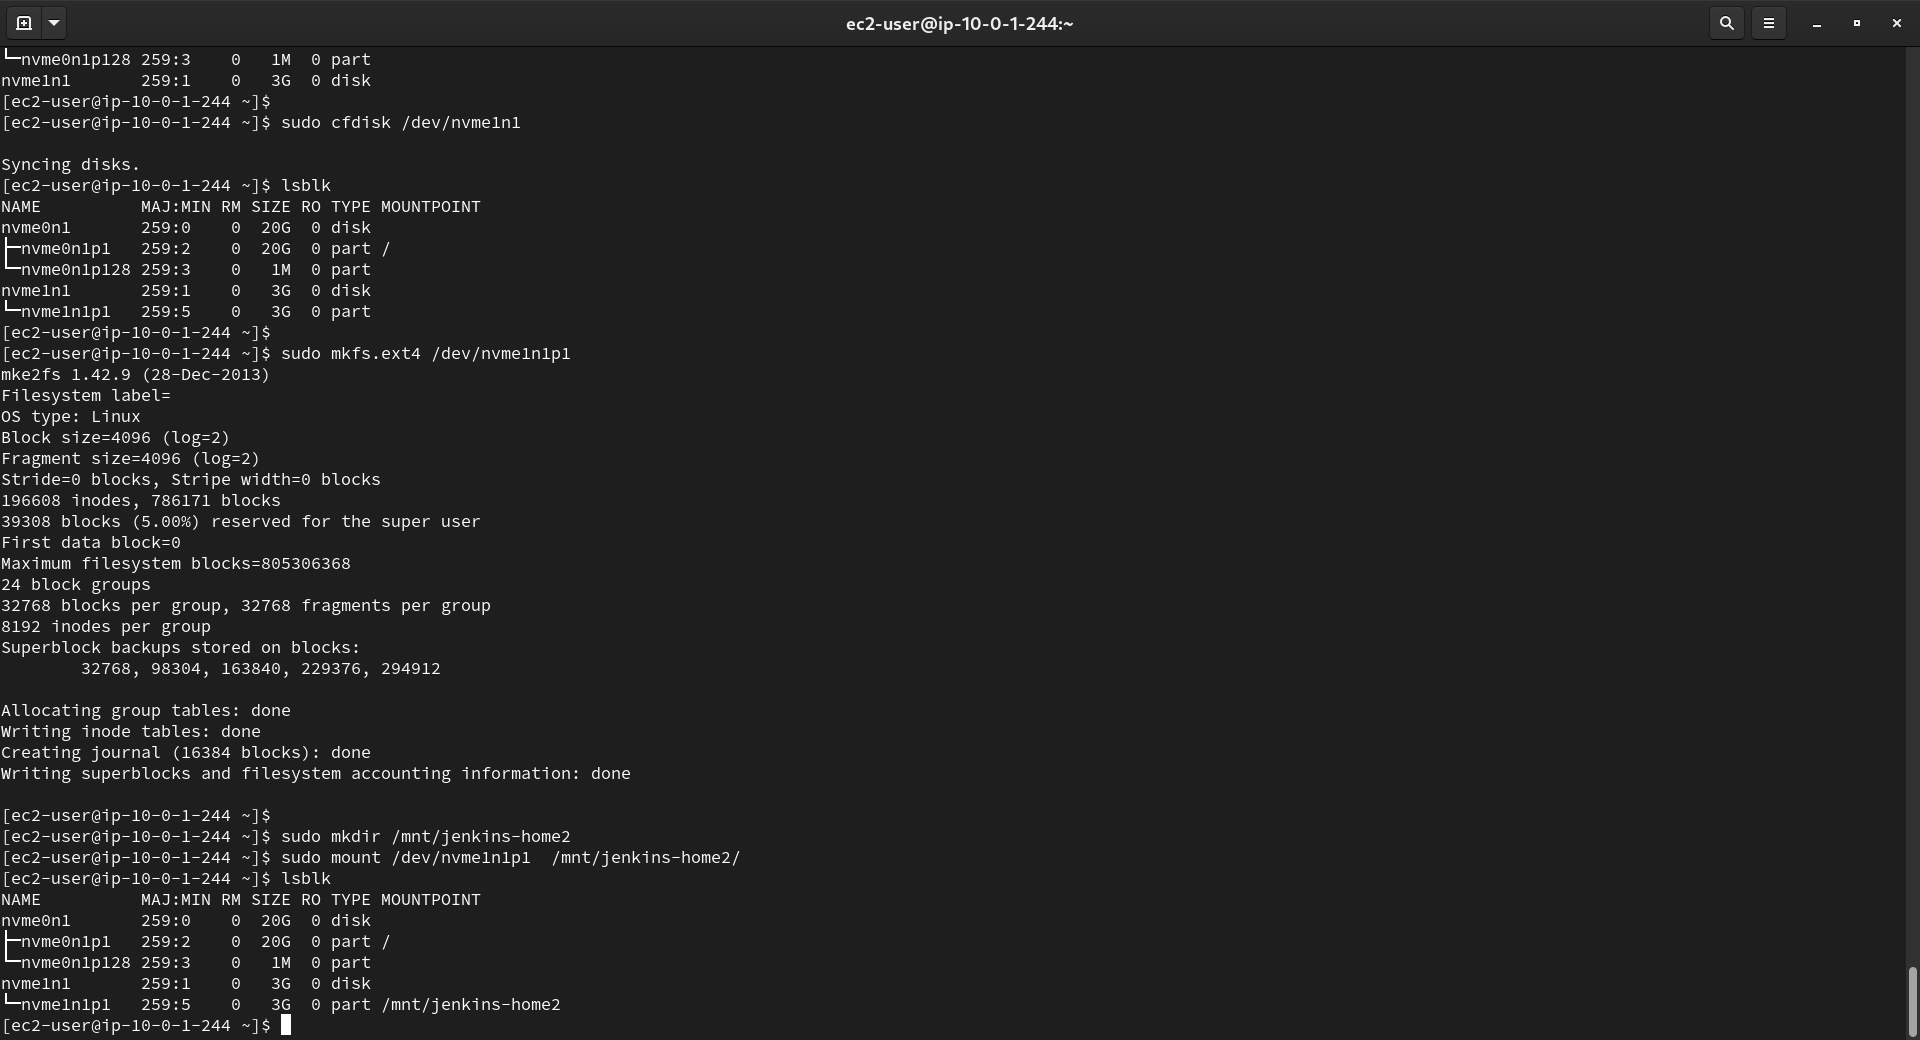 ec2-user@ip-10-0-1-244:~
└─nvme0n1p128 259:3    0   1M  0 part
nvme1n1       259:1    0   3G  0 disk
[ec2-user@ip-10-0-1-244 ~]$
[ec2-user@ip-10-0-1-244 ~]$ sudo cfdisk /dev/nvme1n1

Syncing disks.
[ec2-user@ip-10-0-1-244 ~]$ lsblk
NAME          MAJ:MIN RM SIZE RO TYPE MOUNTPOINT
nvme0n1       259:0    0  20G  0 disk
├─nvme0n1p1   259:2    0  20G  0 part /
└─nvme0n1p128 259:3    0   1M  0 part
nvme1n1       259:1    0   3G  0 disk
└─nvme1n1p1   259:5    0   3G  0 part
[ec2-user@ip-10-0-1-244 ~]$
[ec2-user@ip-10-0-1-244 ~]$ sudo mkfs.ext4 /dev/nvme1n1p1
mke2fs 1.42.9 (28-Dec-2013)
Filesystem label=
OS type: Linux
Block size=4096 (log=2)
Fragment size=4096 (log=2)
Stride=0 blocks, Stripe width=0 blocks
196608 inodes, 786171 blocks
39308 blocks (5.00%) reserved for the super user
First data block=0
Maximum filesystem blocks=805306368
24 block groups
32768 blocks per group, 32768 fragments per group
8192 inodes per group
Superblock backups stored on blocks:
        32768, 98304, 163840, 229376, 294912

Allocating group tables: done
Writing inode tables: done
Creating journal (16384 blocks): done
Writing superblocks and filesystem accounting information: done

[ec2-user@ip-10-0-1-244 ~]$
[ec2-user@ip-10-0-1-244 ~]$ sudo mkdir /mnt/jenkins-home2
[ec2-user@ip-10-0-1-244 ~]$ sudo mount /dev/nvme1n1p1  /mnt/jenkins-home2/
[ec2-user@ip-10-0-1-244 ~]$ lsblk
NAME          MAJ:MIN RM SIZE RO TYPE MOUNTPOINT
nvme0n1       259:0    0  20G  0 disk
├─nvme0n1p1   259:2    0  20G  0 part /
└─nvme0n1p128 259:3    0   1M  0 part
nvme1n1       259:1    0   3G  0 disk
└─nvme1n1p1   259:5    0   3G  0 part /mnt/jenkins-home2
[ec2-user@ip-10-0-1-244 ~]$